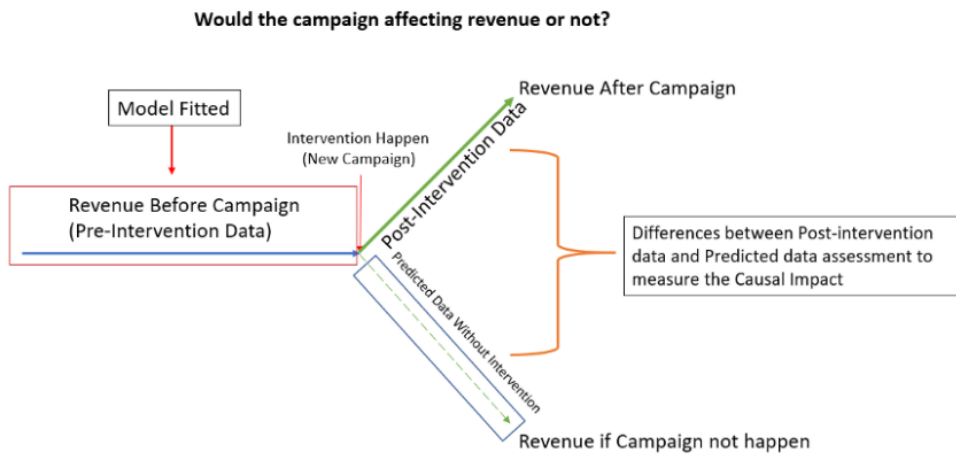 Would the campaign affecting revenue or not?
Revenue After Campaign
Model Fitted
Intervention Happen
(New Campaign)
Post-Intervention Data
Revenue Before Campaign
(Pre-Intervention Data)
Differences between Post-intervention
data and Predicted data assessment to
measure the Causal Impact
Predicted Data Without Intervention
Revenue if Campaign not happen